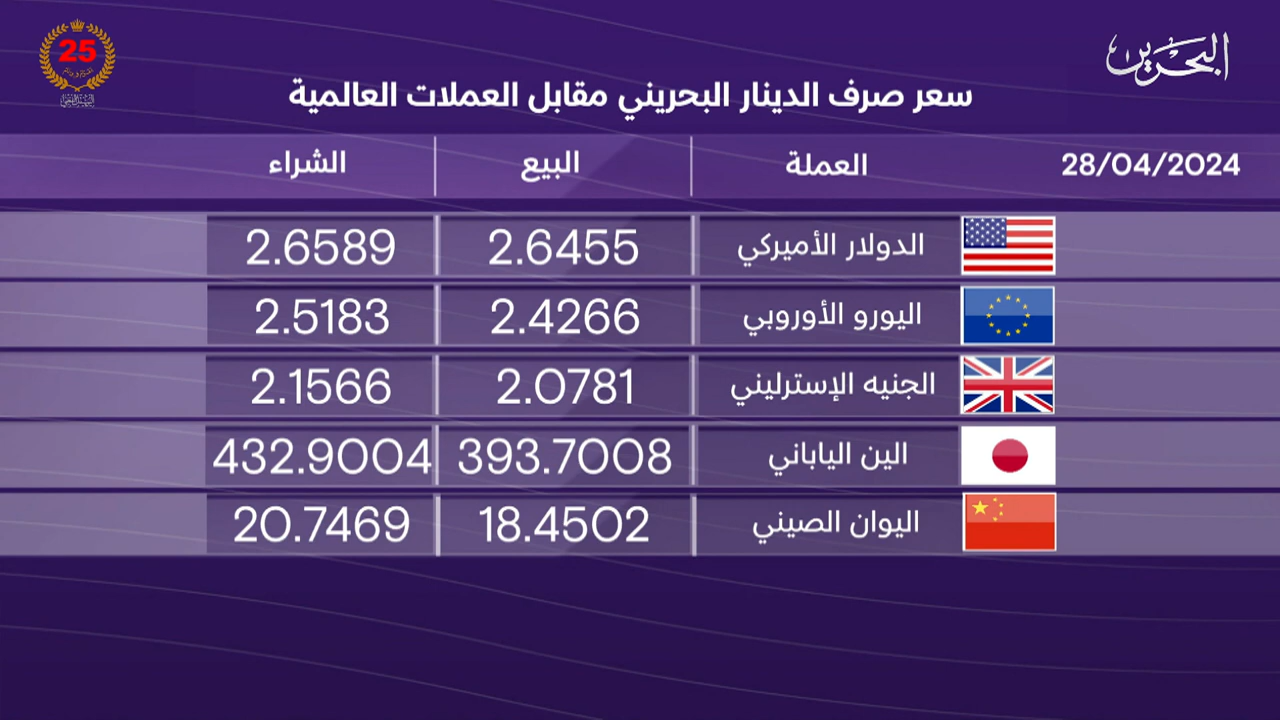 البحرين
25
سعر صرف الدينار البحريني مقابل العملات العالمية
28/04/2024 العملة البيع الشراء
الدولار الأميركي 2.6455 2.6589
اليورو الأوروبي 2.4266 2.5183
الجنيه الإسترليني 2.0781 2.1566
الين الياباني 393.7008 432.9004
اليوان الصيني 18.4502 20.7469